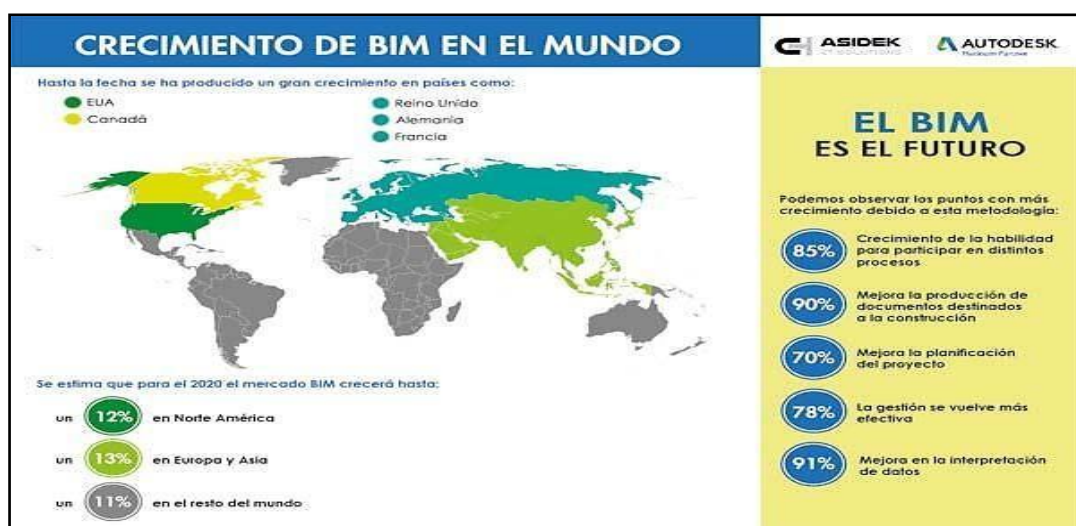 CRECIMIENTO DE BIM EN EL MUNDO
Hasta la fecha se ha producido un gran crecimiento en países como:
EUA
Canadá
Reino Unido
Alemania
Francia
Se estima que para el 2020 el mercado BIM crecerá hasta:
un 12% en Norte América
un 13% en Europa y Asia
un 11% en el resto del mundo
ASIDEK
AUTODESK
EL BIM
ES EL FUTURO
Podemos observar los puntos con más
crecimiento debido a esta metodología:
85%
Crecimiento de la habilidad
para participar en distintos
procesos
90%
Mejora la producción de
documentos destinados
a la construcción
70%
Mejora la planificación
del proyecto
78%
La gestión se vuelve más
efectiva
91%
Mejora en la interpretación
de datos